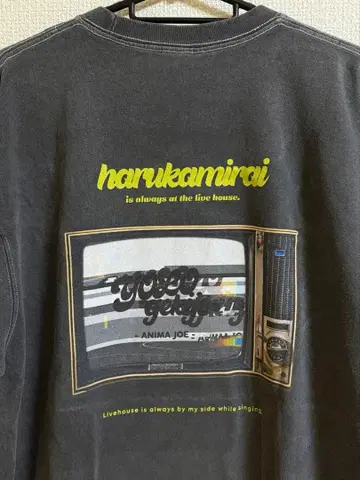 harukamirai
is always at the live house.
- ANIMA JOE -
Livehouse is always by my side while singing.